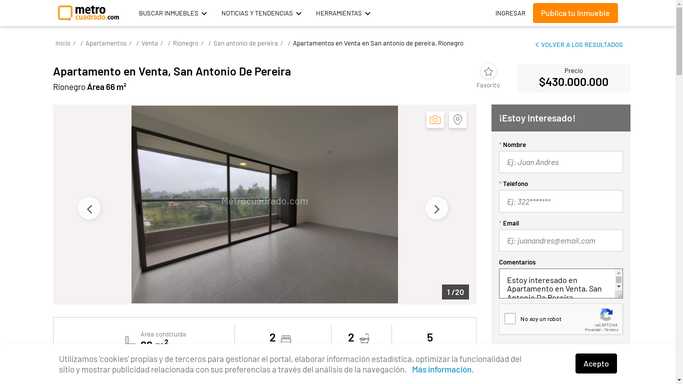 metro
cuadrado.com
BUSCAR INMUEBLES
NOTICIAS Y TENDENCIAS
HERRAMIENTAS
INGRESAR
Publica tu Inmueble
Inicio / / Apartamentos / / Venta / / Rionegro / / San antonio de pereira / / Apartamentos en Venta en San antonio de pereira, Rionegro
VOLVER A LOS RESULTADOS
Apartamento en Venta, San Antonio De Pereira
Rionegro Area 66 m²
Favorito
Precio
$430.000.000
Metrocuadrado.com
1 / 20
¡Estoy Interesado!
* Nombre
Ej: Juan Andres
* Telefono
Ej: 322*******
* Email
Ej: juanandres@email.com
Comentarios
Estoy interesado en
Apartamento en Venta, San
Antonio De Pereira
No soy un robot
reCAPTCHA
Privacidad - Términos
Área construida
2
2
5
Utilizamos 'cookies' propias y de terceros para gestionar el portal, elaborar información estadística, optimizar la funcionalidad del
sitio y mostrar publicidad relacionada con sus preferencias a través del análisis de la navegación. Más información.
Acepto